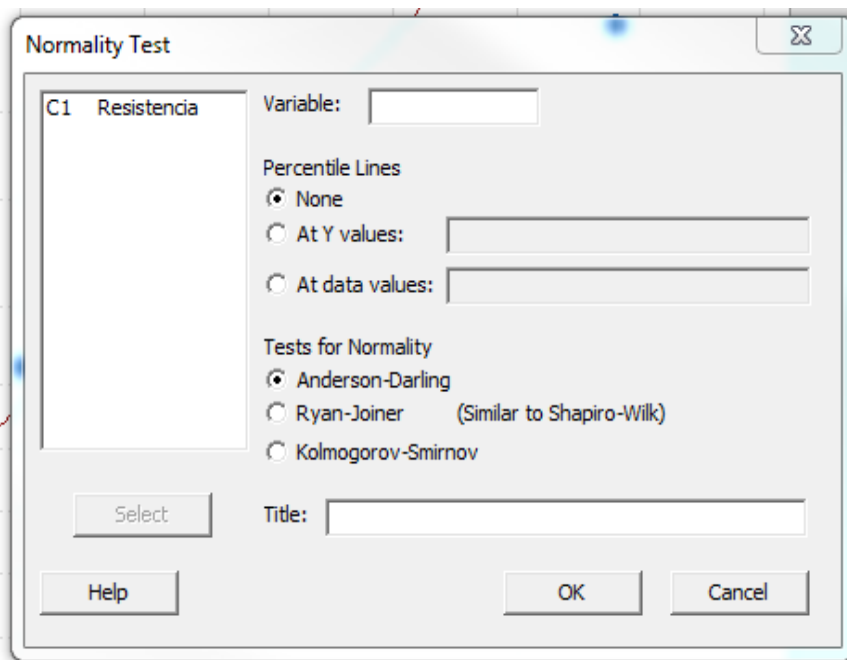 Normality Test
C1 Resistencia
Variable:
Percentile Lines
None
At Y values:
At data values:
Tests for Normality
Anderson-Darling
Ryan-Joiner (Similar to Shapiro-Wilk)
Kolmogorov-Smirnov
Select
Title:
Help
OK
Cancel